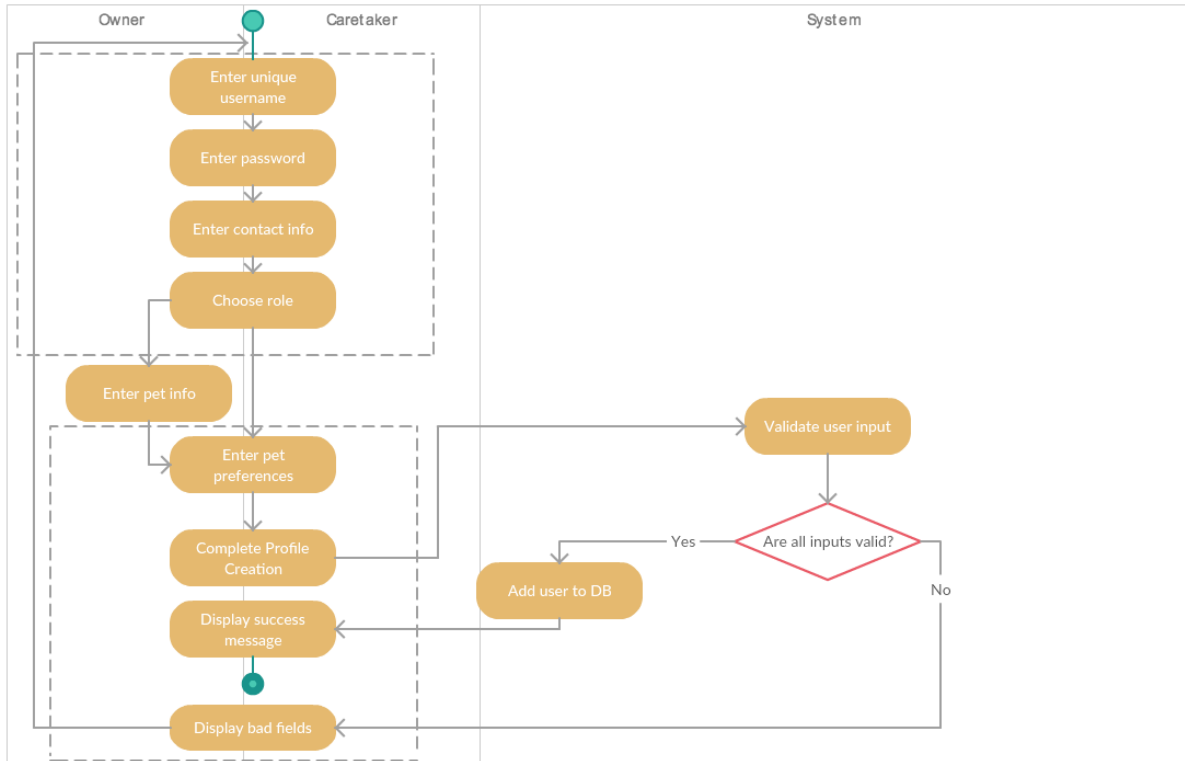 Owner
Caretaker
System
Enter unique
username
Enter password
Enter contact info
Choose role
Enter pet info
Enter pet
preferences
Validate user input
Complete Profile
Creation
Yes
Are all inputs valid?
No
Add user to DB
Display success
message
Display bad fields